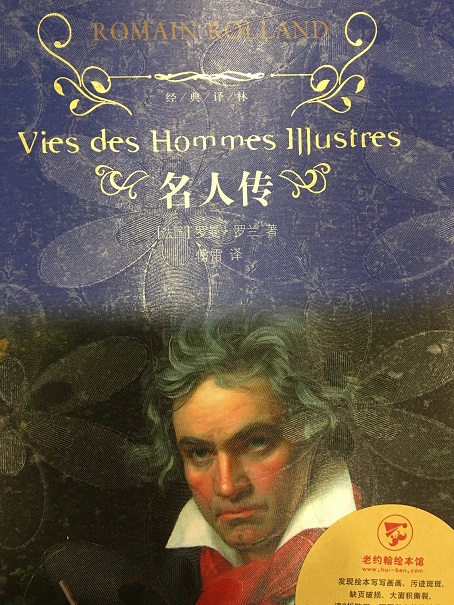 ROMAIN ROLLAND
经/典/译/林
Vies des Hommes Illustres
名人传
[法国]罗曼·罗兰 著
傅雷 译
老约翰绘本馆
www.hui-ben.com
发现绘本写写画画、污迹斑斑、
缺页破损、大面积撕裂,